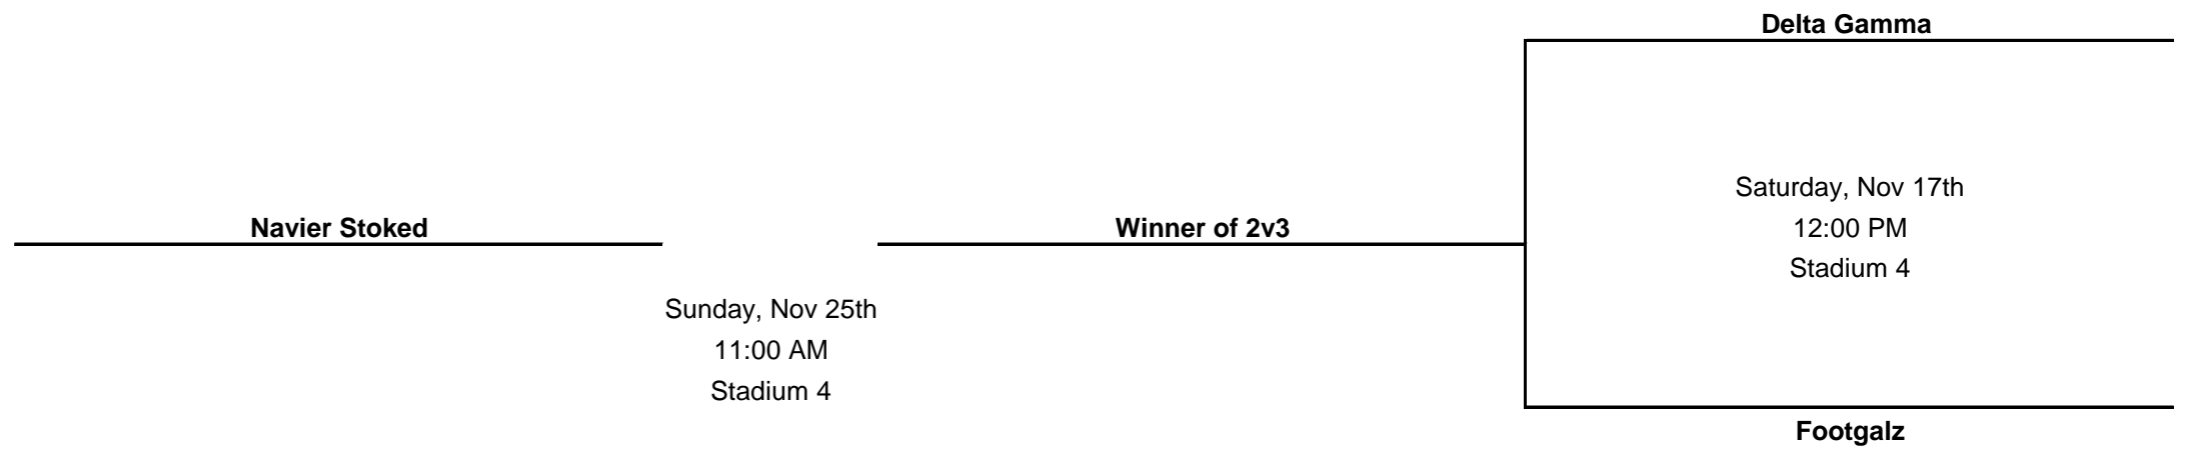 Delta Gamma
Saturday, Nov 17th
Navier Stoked
Winner of 2v3
12:00 PM
Stadium 4
Sunday, Nov 25th
11:00 AM
Stadium 4
Footgalz